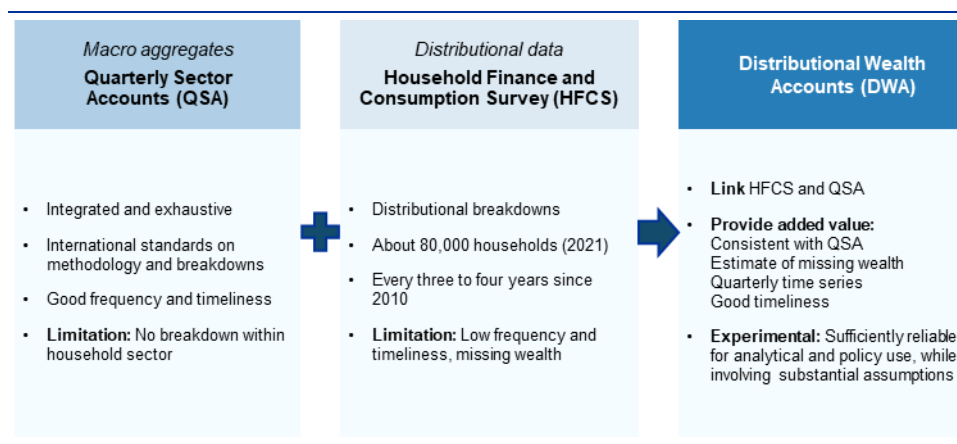 Macro aggregates
Quarterly Sector
Accounts (QSA)
• Integrated and exhaustive
• International standards on
methodology and breakdowns
• Good frequency and timeliness
• Limitation: No breakdown within
household sector
Distributional data
Household Finance and
Consumption Survey (HFCS)
• Distributional breakdowns
• About 80,000 households (2021)
• Every three to four years since
2010
• Limitation: Low frequency and
timeliness, missing wealth
Distributional Wealth
Accounts (DWA)
• Link HFCS and QSA
• Provide added value:
Consistent with QSA
Estimate of missing wealth
Quarterly time series
Good timeliness
• Experimental: Sufficiently reliable
for analytical and policy use, while
involving substantial assumptions